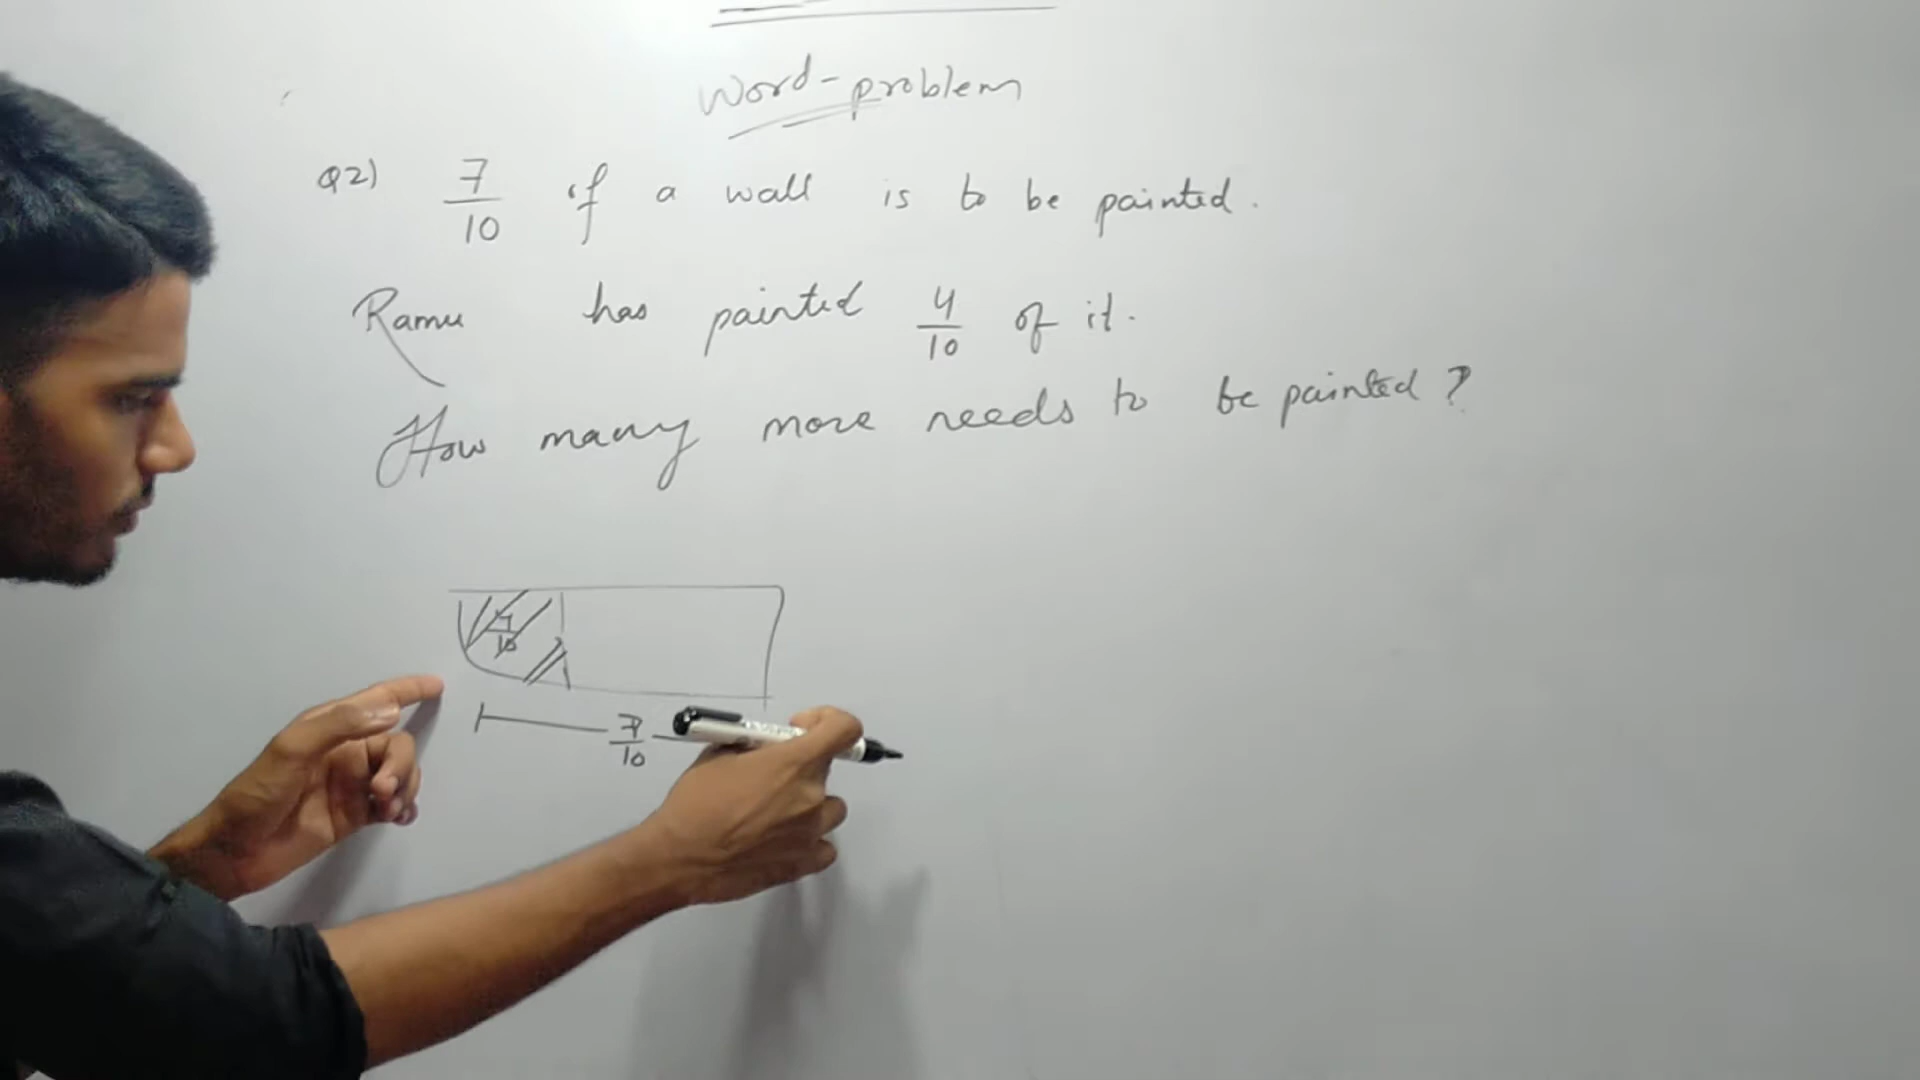 Word-problem
Q2) 7/10 of a wall is to be painted.
Ramu has painted 4/10 of it.
How many more needs to be painted?
4/10
7/10